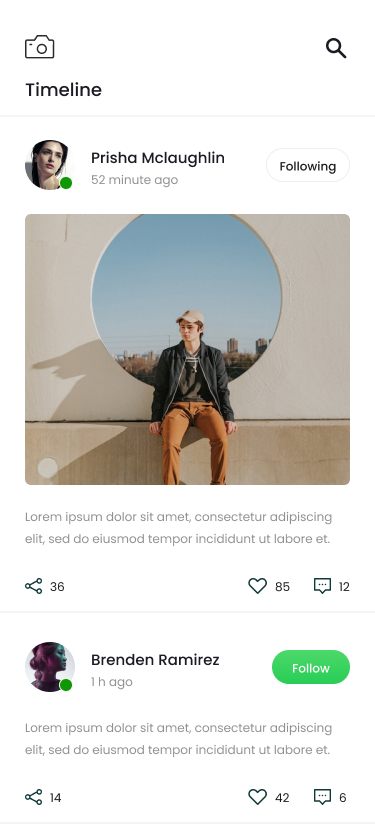 Timeline
Prisha Mclaughlin
52 minute ago
Following
Lorem ipsum dolor sit amet, consectetur adipiscing
elit, sed do eiusmod tempor incididunt ut labore et.
36
85
12
Brenden Ramirez
1 h ago
Follow
Lorem ipsum dolor sit amet, consectetur adipiscing
elit, sed do eiusmod tempor incididunt ut labore et.
14
42
6